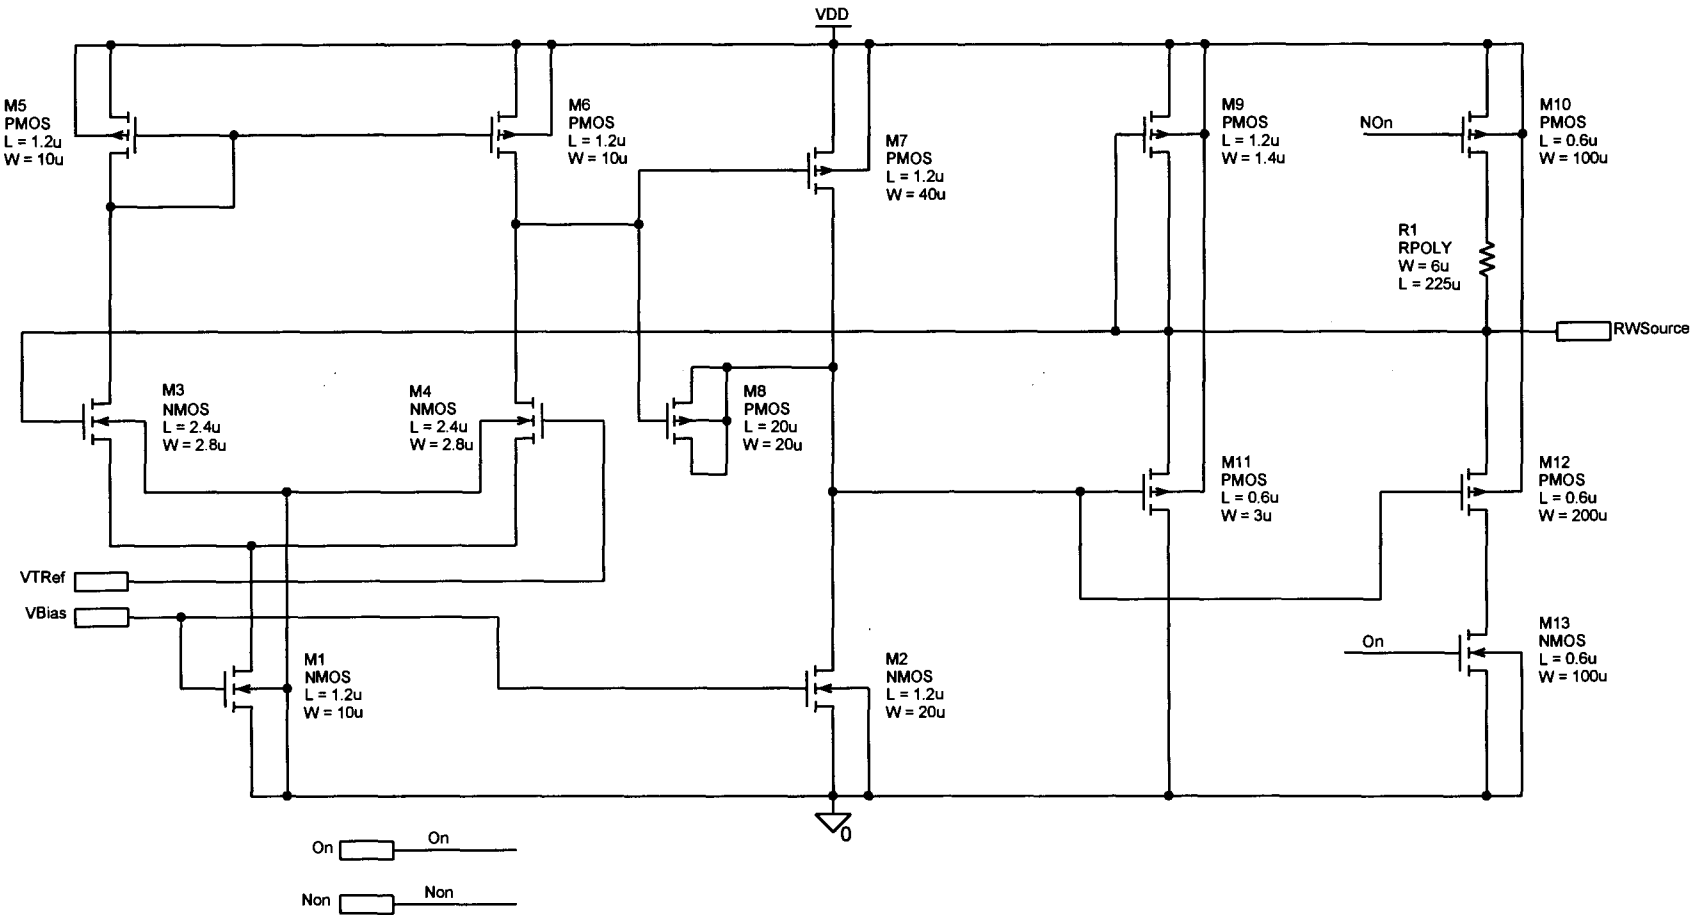 VDD
M5
PMOS
L = 1.2u
W = 10u
M6
PMOS
L = 1.2u
W = 10u
M7
PMOS
L = 1.2u
W = 40u
M9
PMOS
L = 1.2u
W = 1.4u
NOn
M10
PMOS
L = 0.6u
W = 100u
R1
RPOLY
W = 6u
L = 225u
RWSource
M3
NMOS
L = 2.4u
W = 2.8u
M4
NMOS
L = 2.4u
W = 2.8u
M8
PMOS
L = 20u
W = 20u
M11
PMOS
L = 0.6u
W = 3u
M12
PMOS
L = 0.6u
W = 200u
VTRef
VBias
M1
NMOS
L = 1.2u
W = 10u
M2
NMOS
L = 1.2u
W = 20u
On
M13
NMOS
L = 0.6u
W = 100u
0
On On
Non Non